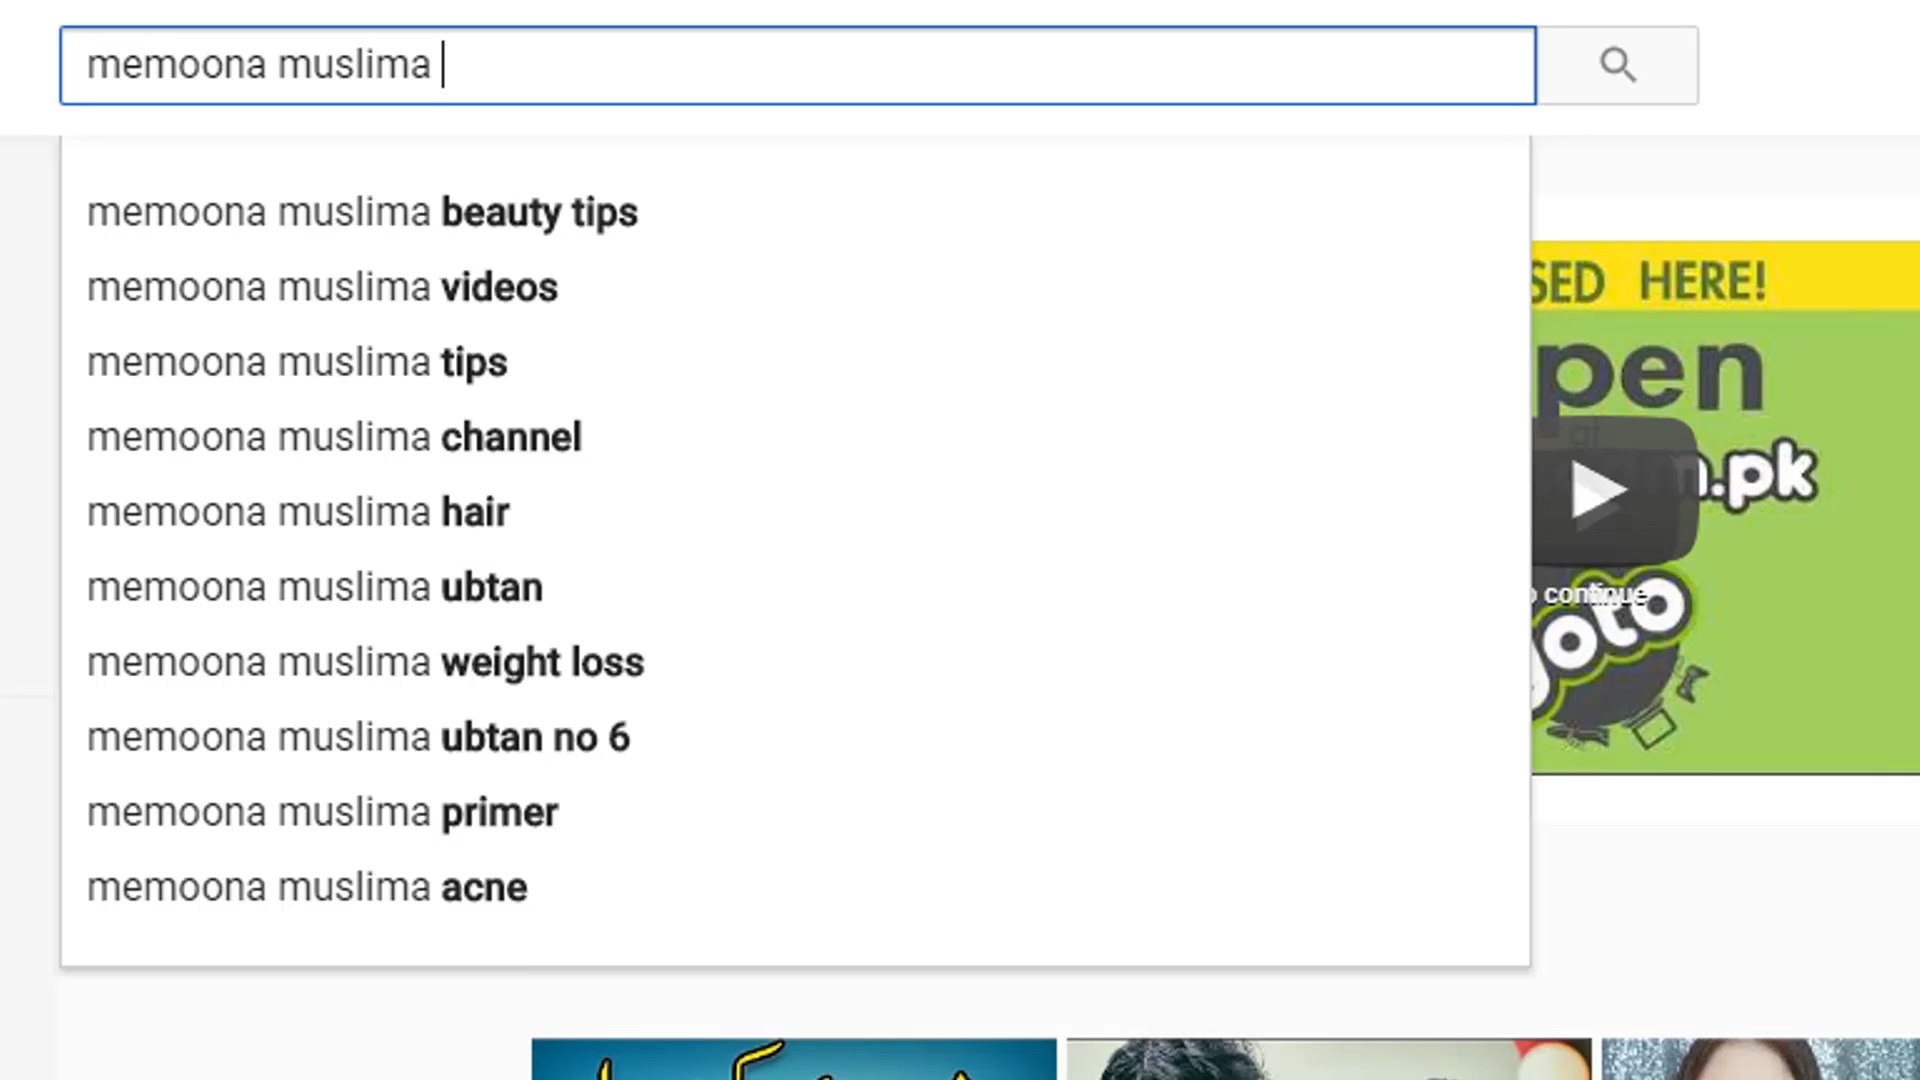 memoona muslima
memoona muslima beauty tips
memoona muslima videos
memoona muslima tips
memoona muslima channel
memoona muslima hair
memoona muslima ubtan
memoona muslima weight loss
memoona muslima ubtan no 6
memoona muslima primer
memoona muslima acne
HERE!
.pk
continue